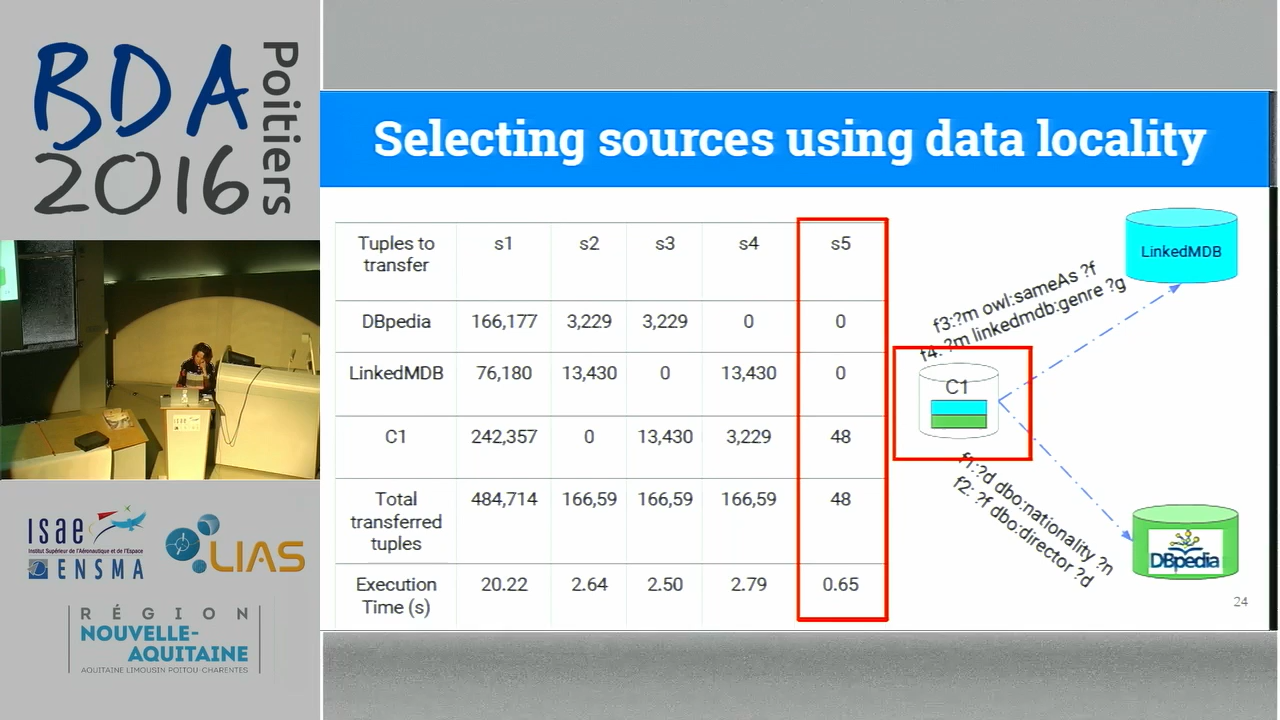 BDA
2016
Poitiers
isae
Institut Supérieur de l'Aéronautique et de l'Espace
ENSMA
LIAS
RÉGION
NOUVELLE-
AQUITAINE
AQUITAINE LIMOUSIN POITOU-CHARENTES
Selecting sources using data locality
Tuples to transfer s1 s2 s3 s4 s5
DBpedia 166,177 3,229 3,229 0 0
LinkedMDB 76,180 13,430 0 13,430 0
C1 242,357 0 13,430 3,229 48
Total transferred tuples 484,714 166,59 166,59 166,59 48
Execution Time (s) 20.22 2.64 2.50 2.79 0.65
LinkedMDB
f3:?m owl:sameAs ?f
f4: ?m linkedmdb:genre ?g
C1
f1:?d dbo:nationality ?n
f2: ?f dbo:director ?d
DBpedia
24